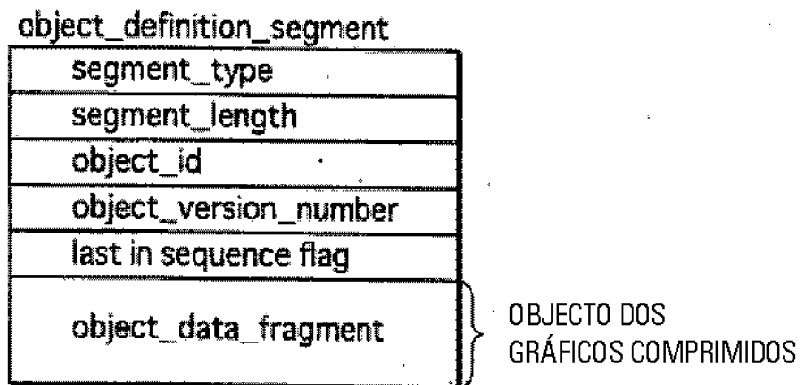 object_definition_segment
segment_type
segment_length
object_id
object_version_number
last in sequence flag
object_data_fragment
OBJECTO DOS
GRÁFICOS COMPRIMIDOS